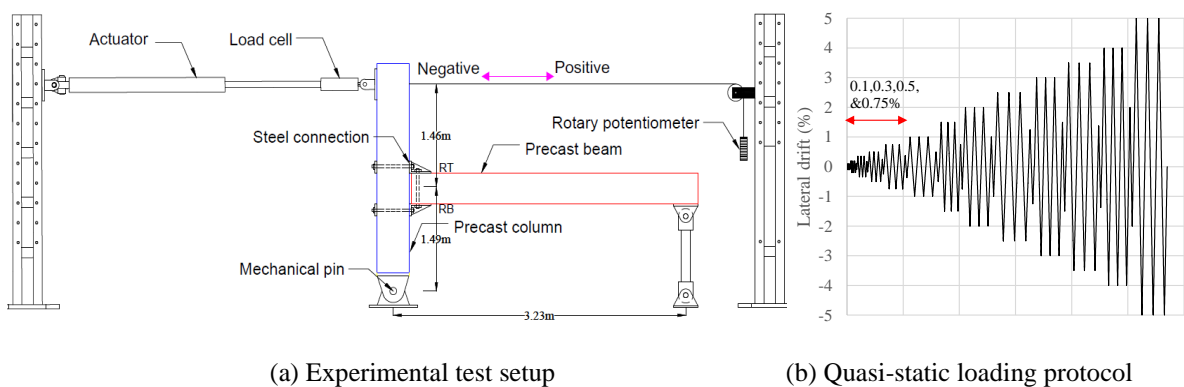 Actuator
Load cell
Negative
Positive
Steel connection
1.46m
Rotary potentiometer
Precast beam
RT
RB
1.49m
Precast column
Mechanical pin
3.23m
5
4
3
2
1
0
-1
-2
-3
-4
-5
Lateral drift (%)
0.1,0.3,0.5,
&0.75%
(a) Experimental test setup
(b) Quasi-static loading protocol